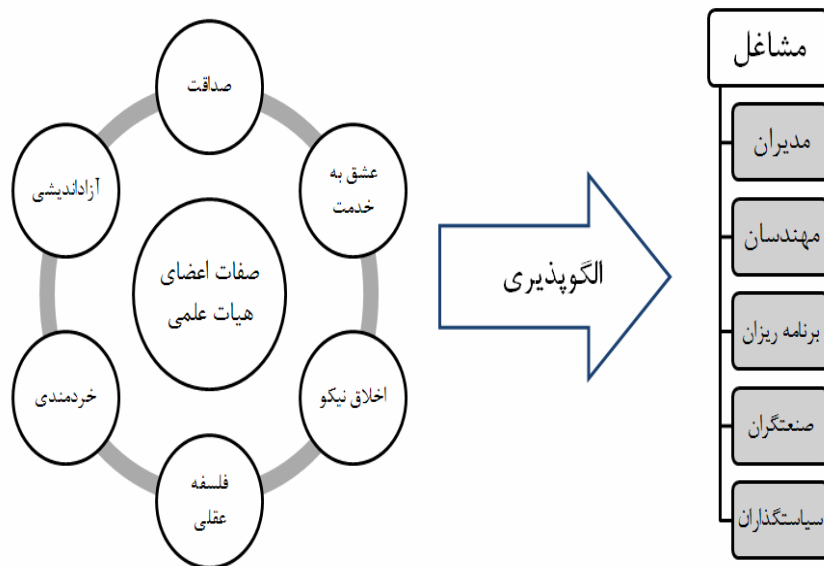 صداقت
عشق به
خدمت
اخلاق نیکو
فلسفه
عقلی
خردمندی
آزاداندیشی
صفات اعضای
هیات علمی
الگوپذیری
مشاغل
مدیران
مهندسان
برنامه ریزان
صنعتگران
سیاستگذاران